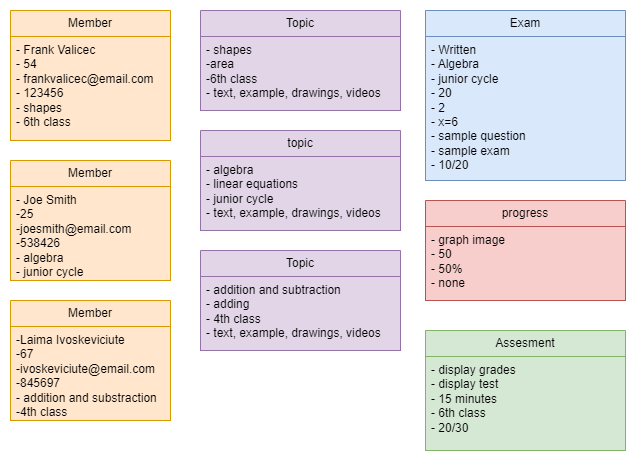 Member
- Frank Valicec
- 54
- frankvalicec@email.com
- 123456
- shapes
- 6th class
Member
- Joe Smith
-25
-joesmith@email.com
-538426
- algebra
- junior cycle
Member
-Laima Ivoskeviciute
-67
-ivoskeviciute@email.com
-845697
- addition and substraction
-4th class
Topic
- shapes
-area
-6th class
- text, example, drawings, videos
topic
- algebra
- linear equations
- junior cycle
- text, example, drawings, videos
Topic
- addition and subtraction
- adding
- 4th class
- text, example, drawings, videos
Exam
- Written
- Algebra
- junior cycle
- 20
- 2
- x=6
- sample question
- sample exam
- 10/20
progress
- graph image
- 50
- 50%
- none
Assesment
- display grades
- display test
- 15 minutes
- 6th class
- 20/30